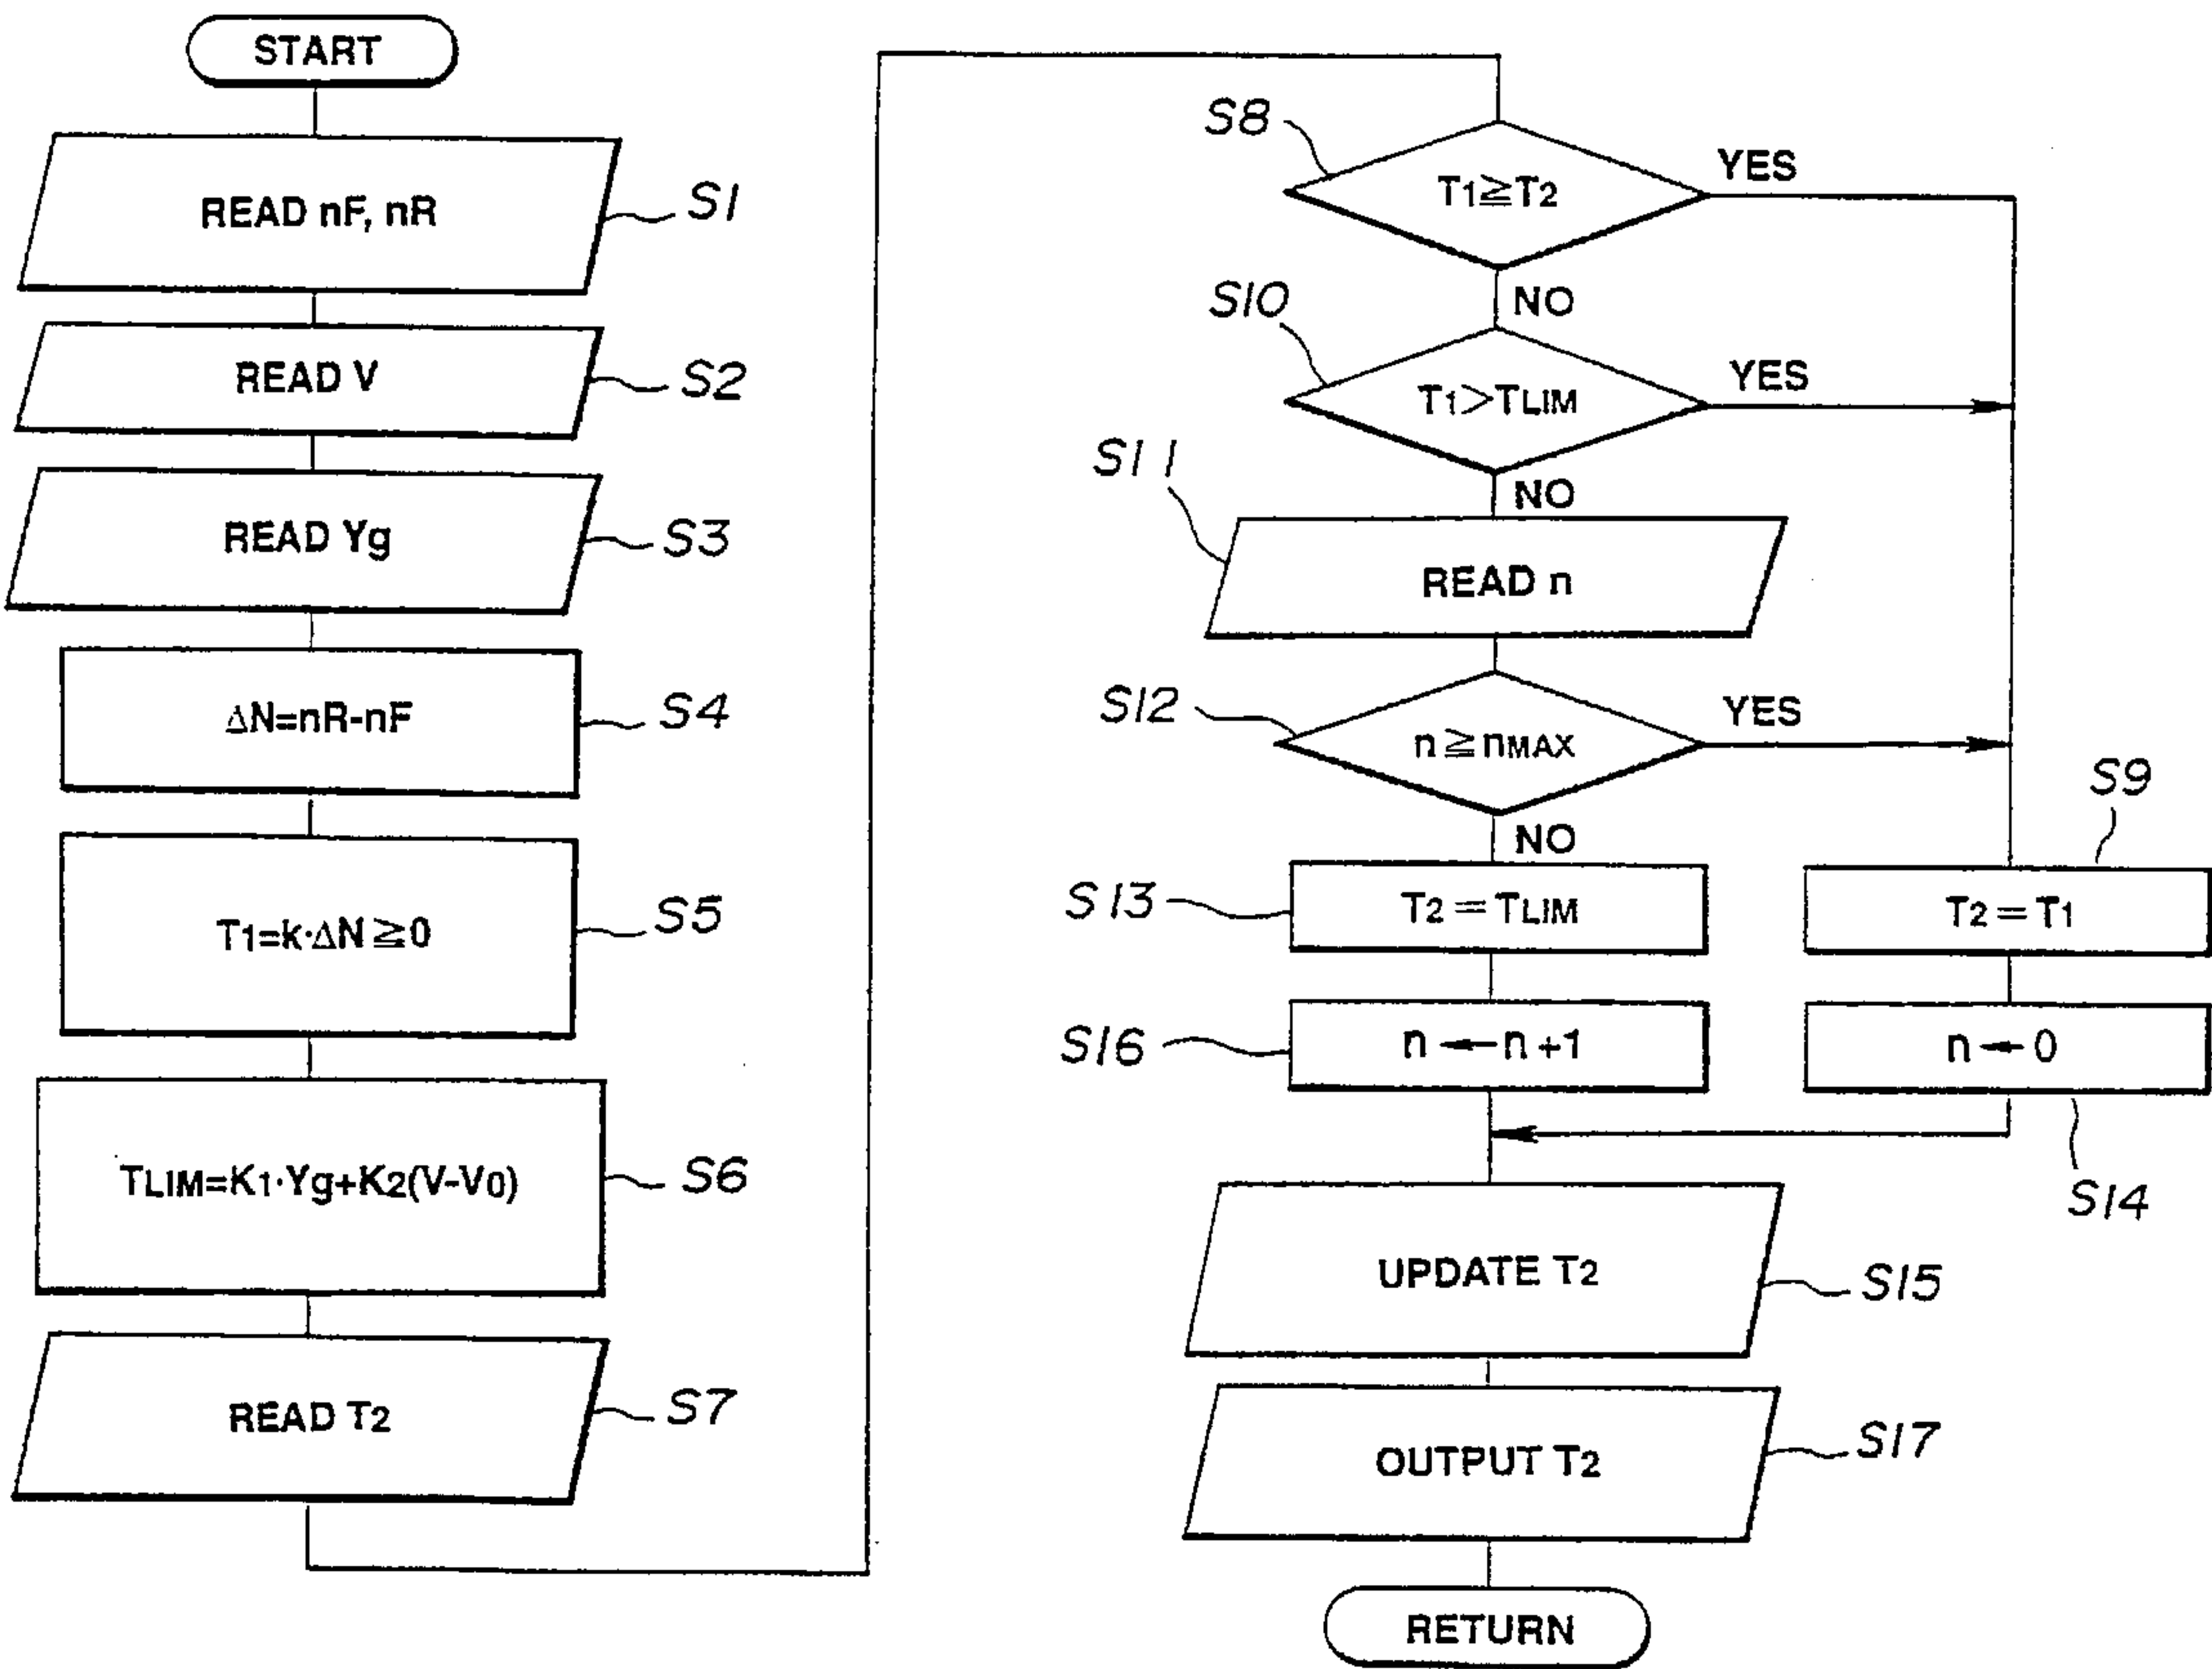 START
READ nF, nR
S1
READ V
S2
READ Yg
S3
ΔN=nR-nF
S4
T1=k·ΔN≧0
S5
TLIM=K1·Yg+K2(V-V0)
S6
READ T2
S7
S8
T1≧T2
YES
NO
S10
T1>TLIM
YES
NO
S11
READ n
S12
n≧nMAX
YES
NO
S9
S13
T2=TLIM
T2=T1
S16
n←n+1
n←0
S14
UPDATE T2
S15
OUTPUT T2
S17
RETURN